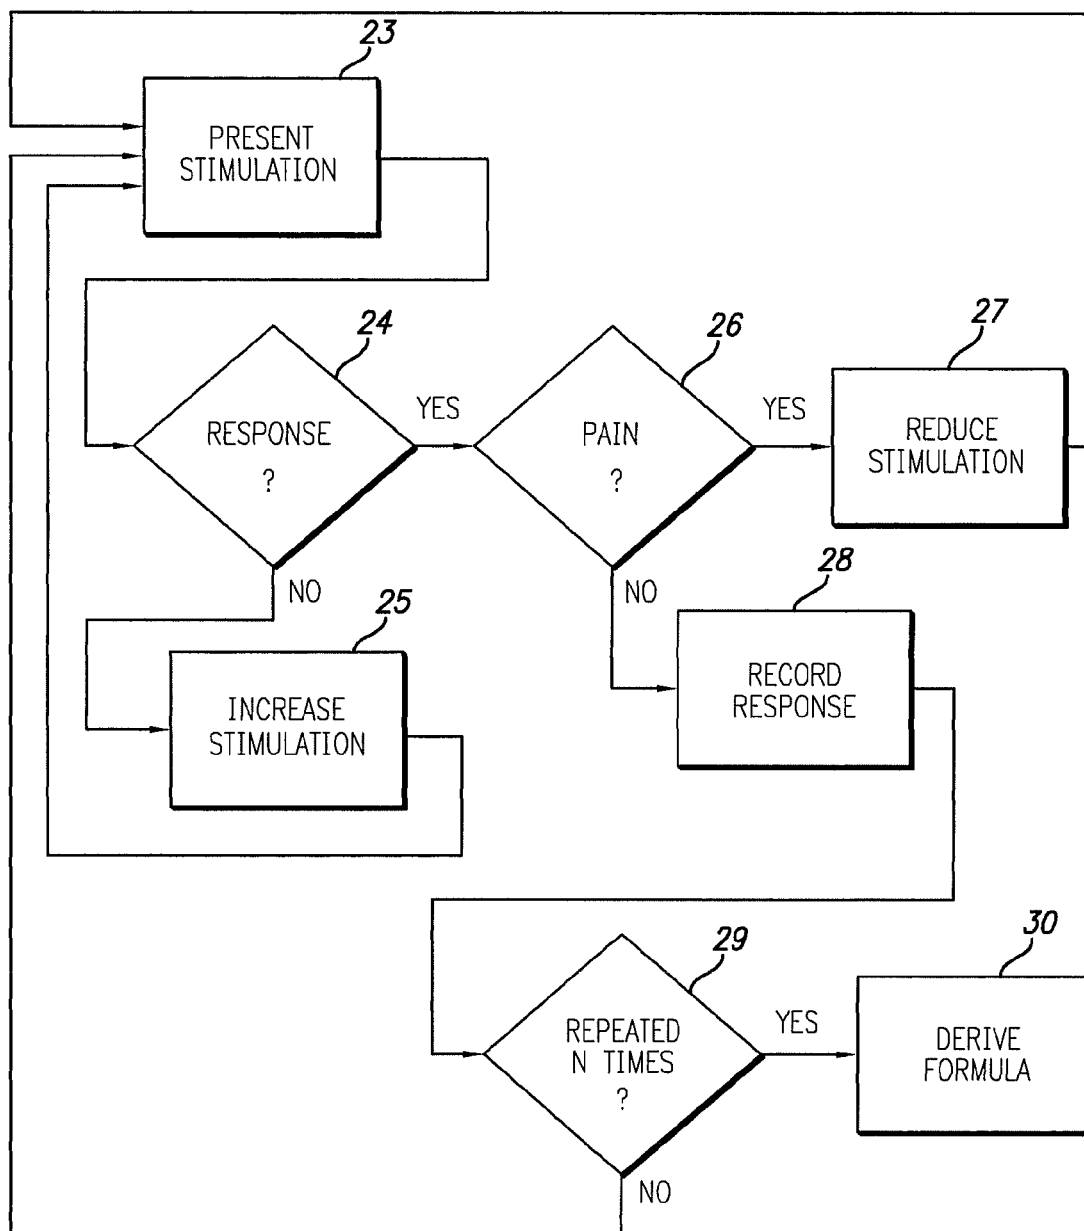 23
PRESENT
STIMULATION
24
RESPONSE
?
YES
26
PAIN
?
YES
27
REDUCE
STIMULATION
NO
25
INCREASE
STIMULATION
NO
28
RECORD
RESPONSE
29
REPEATED
N TIMES
?
YES
30
DERIVE
FORMULA
NO